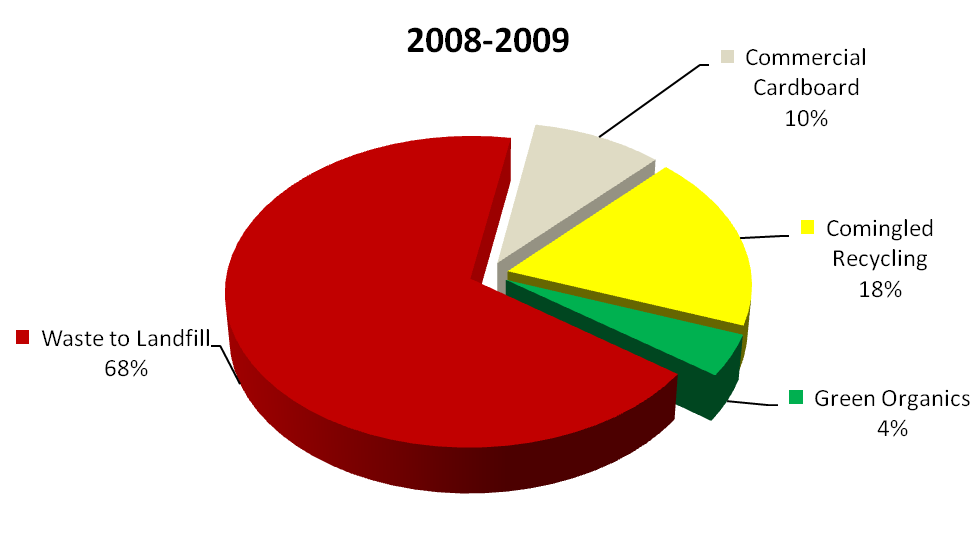 2008-2009
Commercial
Cardboard
10%
Comingled
Recycling
18%
Waste to Landfill
68%
Green Organics
4%